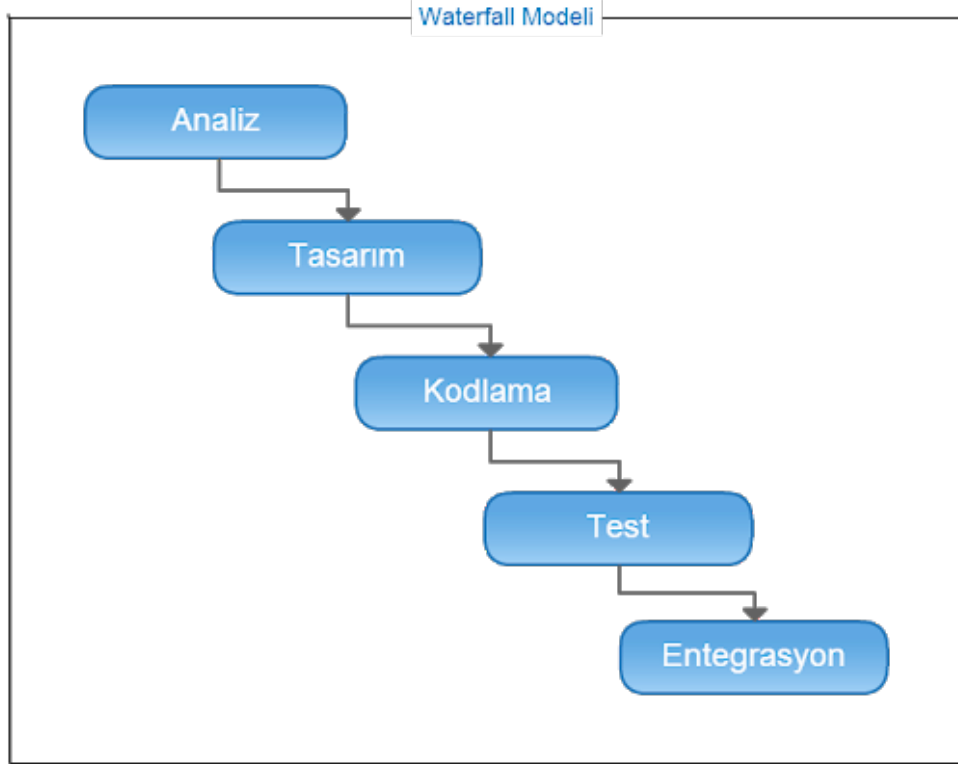 Waterfall Modeli
Analiz
Tasarım
Kodlama
Test
Entegrasyon